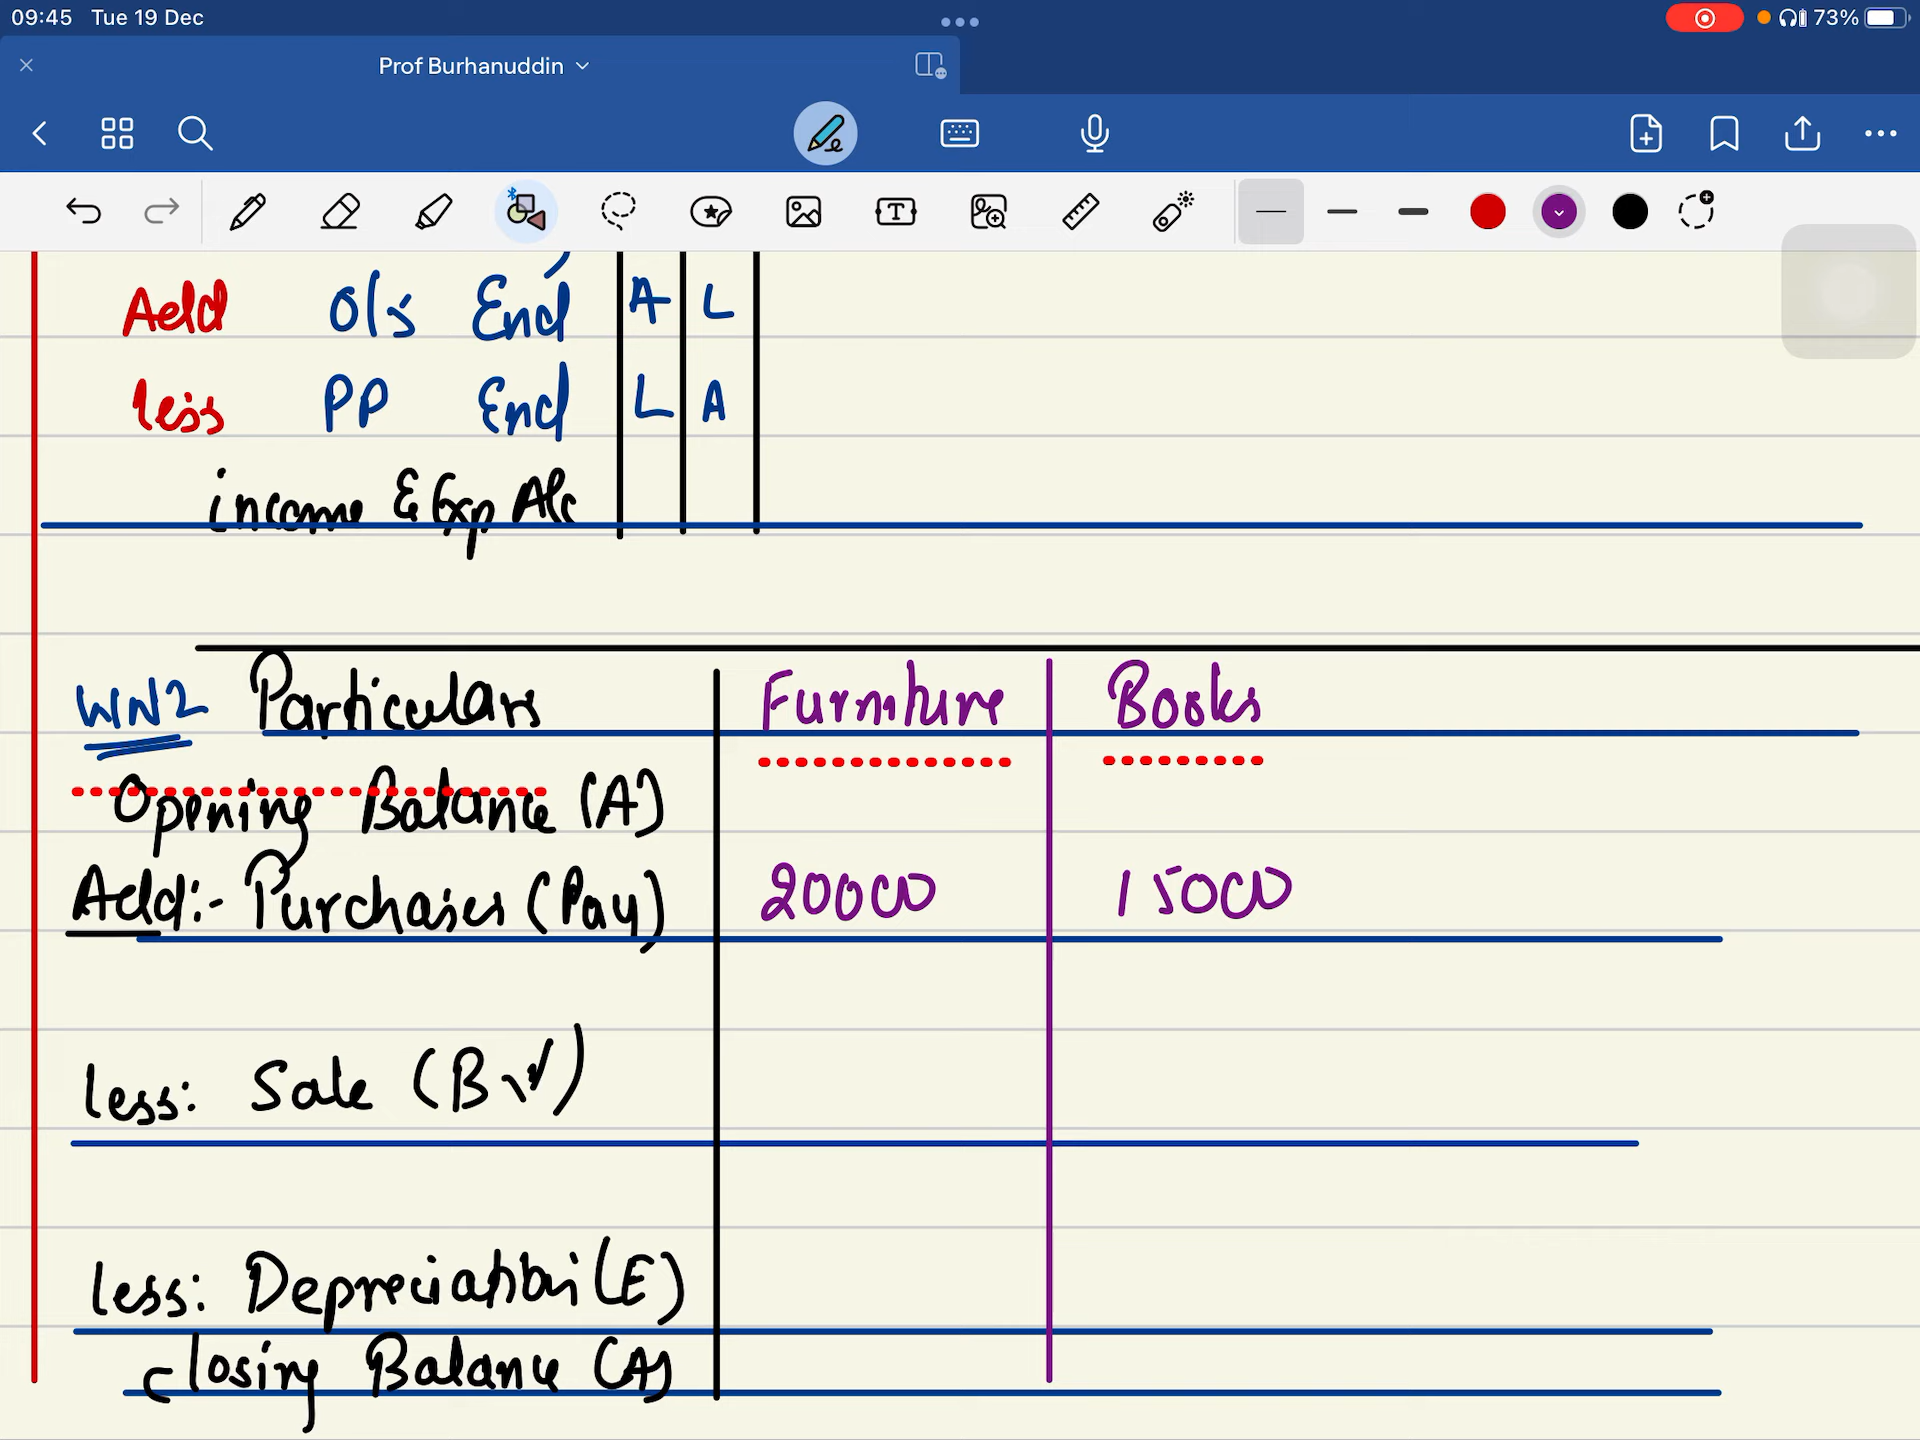 09:45 Tue 19 Dec
73%
Prof Burhanuddin
Add O/s End A L
less PP End L A
income & Exp A/c
WN2 Particulars Furniture Books
Opening Balance (A)
Add:- Purchases (Pay) 20000 15000
less: Sale (BV)
less: Depreciation (E)
closing Balance (A)